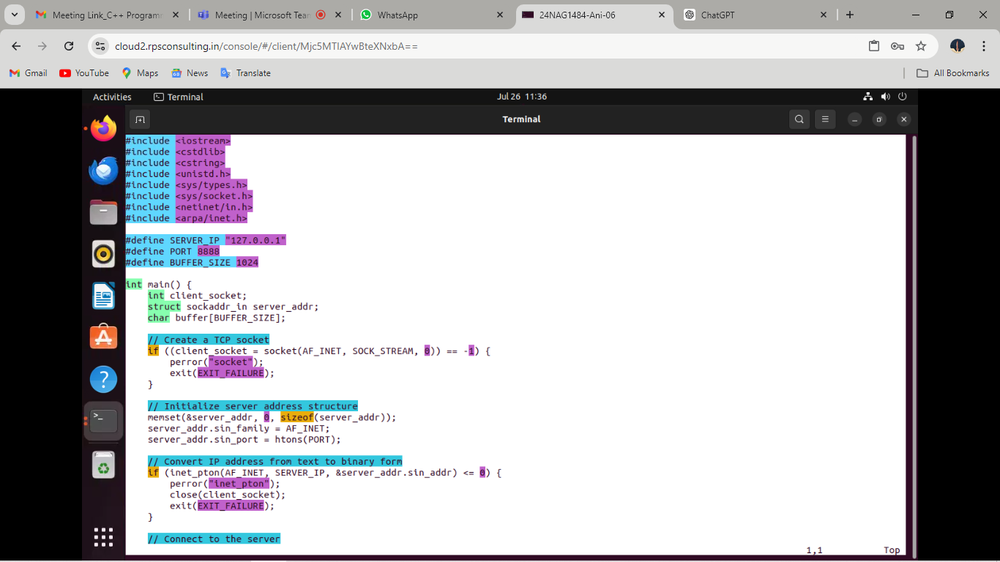 Meeting Link_C++ Programm
Meeting | Microsoft Team
WhatsApp
24NAG1484-Ani-06
ChatGPT
cloud2.rpsconsulting.in/console/#/client/Mjc5MTIAYwBteXNxbA==
Gmail
YouTube
Maps
News
Translate
All Bookmarks
Activities
Terminal
Jul 26 11:36
Terminal
#include <iostream>
#include <cstdlib>
#include <cstring>
#include <unistd.h>
#include <sys/types.h>
#include <sys/socket.h>
#include <netinet/in.h>
#include <arpa/inet.h>
#define SERVER_IP "127.0.0.1"
#define PORT 8888
#define BUFFER_SIZE 1024
int main() {
    int client_socket;
    struct sockaddr_in server_addr;
    char buffer[BUFFER_SIZE];
    // Create a TCP socket
    if ((client_socket = socket(AF_INET, SOCK_STREAM, 0)) == -1) {
        perror("socket");
        exit(EXIT_FAILURE);
    }
    // Initialize server address structure
    memset(&server_addr, 0, sizeof(server_addr));
    server_addr.sin_family = AF_INET;
    server_addr.sin_port = htons(PORT);
    // Convert IP address from text to binary form
    if (inet_pton(AF_INET, SERVER_IP, &server_addr.sin_addr) <= 0) {
        perror("inet_pton");
        close(client_socket);
        exit(EXIT_FAILURE);
    }
    // Connect to the server
1,1 Top